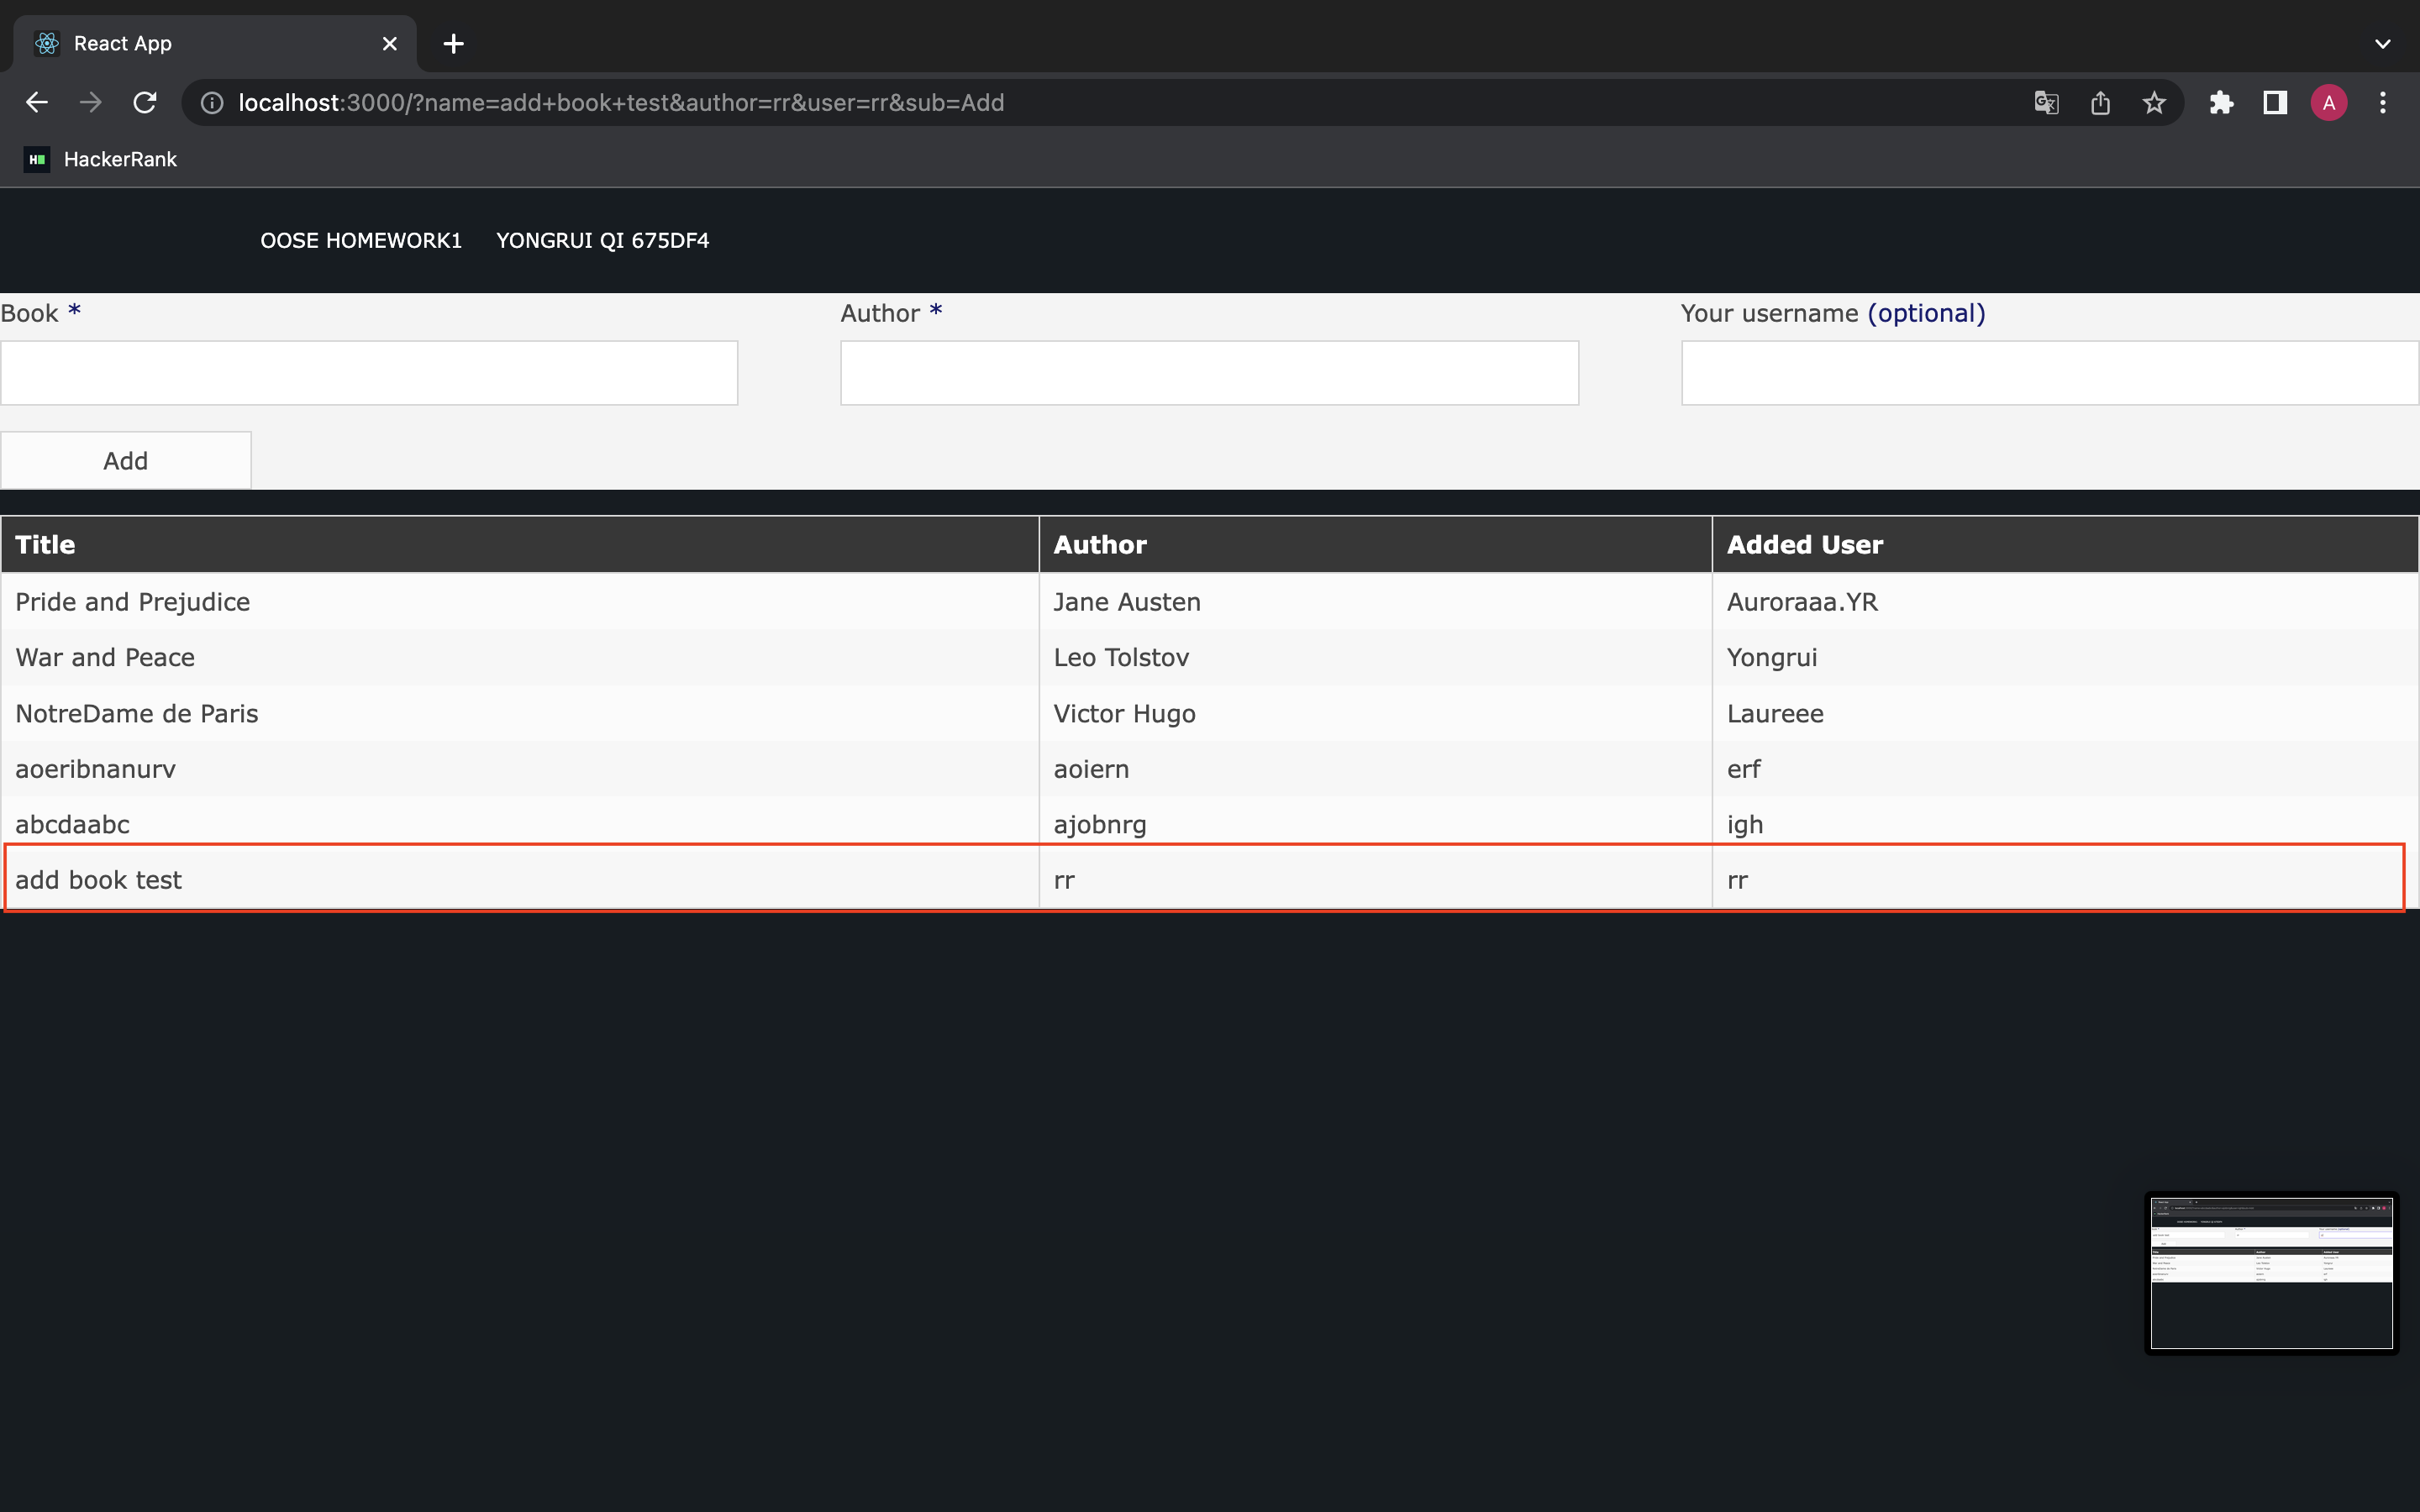 React App
localhost:3000/?name=add+book+test&author=rr&user=rr&sub=Add
A
HackerRank
OOSE HOMEWORK1 YONGRUI QI 675DF4
Book * Author * Your username (optional)
Add
Title Author Added User
Pride and Prejudice Jane Austen Auroraaa.YR
War and Peace Leo Tolstov Yongrui
NotreDame de Paris Victor Hugo Laureee
aoeribnanurv aoiern erf
abcdaabc ajobnrg igh
add book test rr rr